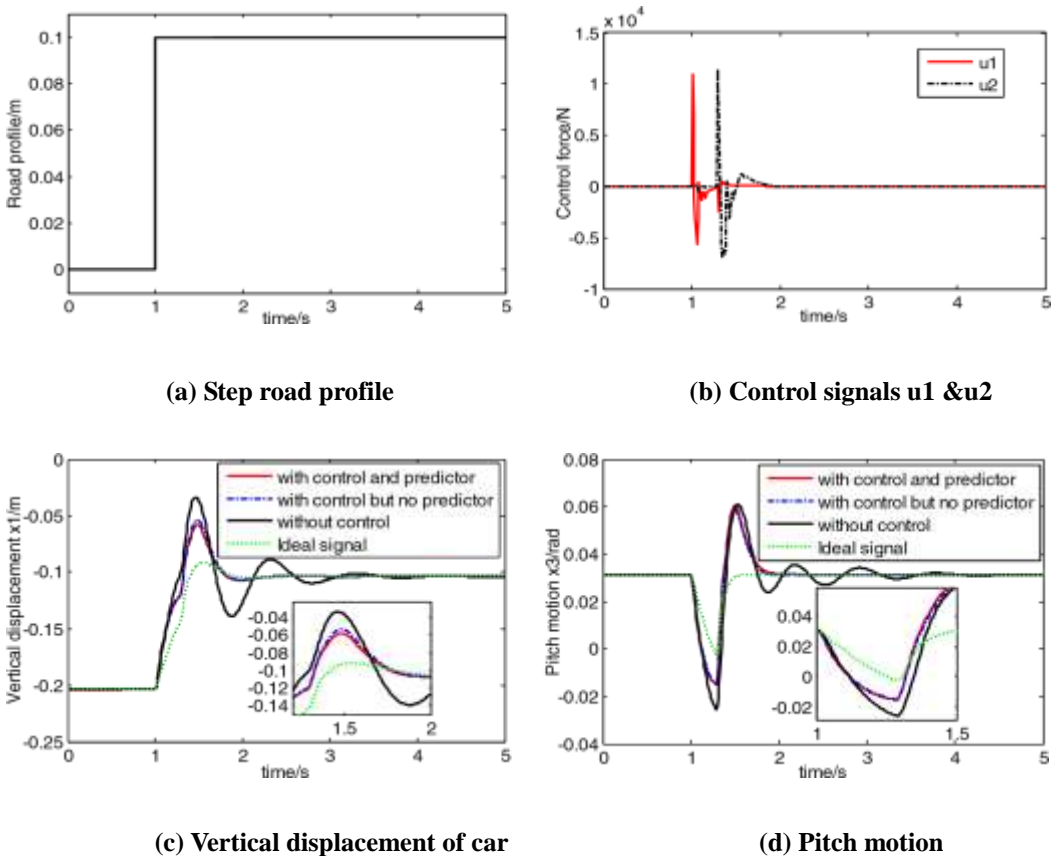 0.1
0.08
0.06
0.04
0.02
0
Road profile/m
0 1 2 3 4 5
time/s
(a) Step road profile
×10⁴
1.5
1
0.5
0
-0.5
-1
Control force/N
u1
u2
0 1 2 3 4 5
time/s
(b) Control signals u1 &u2
0
-0.05
-0.1
-0.15
-0.2
-0.25
Vertical displacement x1/m
with control and predictor
with control but no predictor
without control
Ideal signal
-0.04
-0.06
-0.08
-0.1
-0.12
-0.14
1.5 2
0 1 2 3 4 5
time/s
(c) Vertical displacement of car
0.08
0.06
0.04
0.02
0
-0.02
-0.04
Pitch motion x3/rad
with control and predictor
with control but no predictor
without control
Ideal signal
0.04
0.02
0
-0.02
1 1.5
0 1 2 3 4 5
time/s
(d) Pitch motion